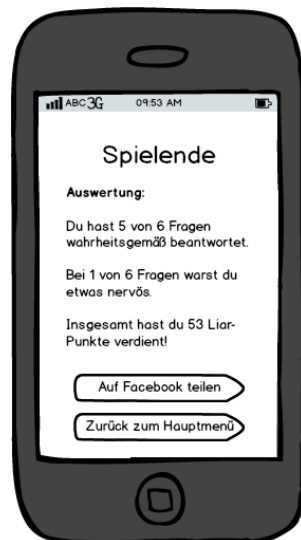 ABC 3G 09:53 AM
Spielende
Auswertung:
Du hast 5 von 6 Fragen
wahrheitsgemäß beantwortet.
Bei 1 von 6 Fragen warst du
etwas nervös.
Insgesamt hast du 53 Liar-
Punkte verdient!
Auf Facebook teilen
Zurück zum Hauptmenü